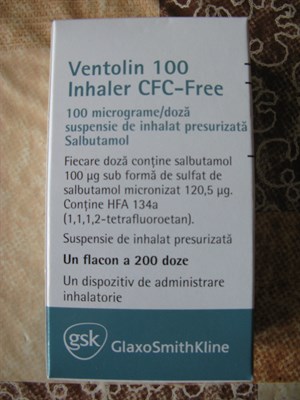 Ventolin 100
Inhaler CFC-Free
100 micrograme/doză
suspensie de inhalat presurizată
Salbutamol
Fiecare doză conține salbutamol
100 µg sub formă de sulfat de
salbutamol micronizat 120,5 µg.
Conține HFA 134a
(1,1,1,2-tetrafluoroetan).
Suspensie de inhalat presurizată
Un flacon a 200 doze
Un dispozitiv de administrare
inhalatorie
gsk GlaxoSmithKline